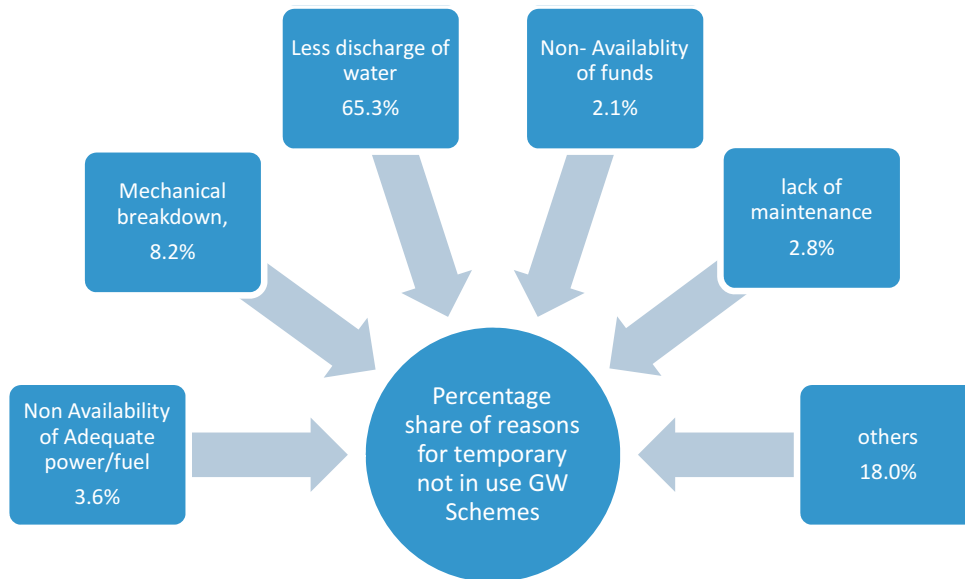 Less discharge of
water
65.3%
Non- Availablity
of funds
2.1%
Mechanical
breakdown,
8.2%
lack of
maintenance
2.8%
Non Availability
of Adequate
power/fuel
3.6%
Percentage
share of reasons
for temporary
not in use GW
Schemes
others
18.0%